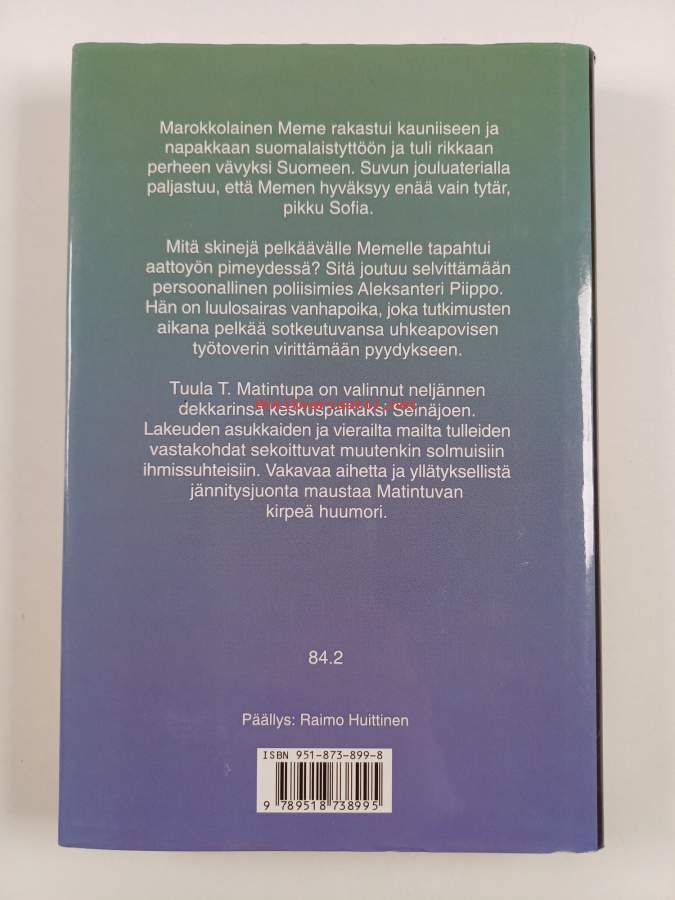 Marokkolainen Meme rakastui kauniiseen ja
napakkaan suomalaistyttöön ja tuli rikkaan
perheen vävyksi Suomeen. Suvun jouluaterialla
paljastuu, että Memen hyväksyy enää vain tytär,
pikku Sofia.
Mitä skinejä pelkäävälle Memelle tapahtui
aattoyön pimeydessä? Sitä joutuu selvittämään
persoonallinen poliisimies Aleksanteri Piippo.
Hän on luulosairas vanhapoika, joka tutkimusten
aikana pelkää sotkeutuvansa uhkeapovisen
työtoverin virittämään pyydykseen.
Tuula T. Matintupa on valinnut neljännen
dekkarinsa keskuspaikaksi Seinäjoen.
Antikvariaatti.net
Lakeuden asukkaiden ja vierailta mailta tulleiden
vastakohdat sekoittuvat muutenkin solmuisiin
ihmissuhteisiin. Vakavaa aihetta ja yllätyksellistä
jännitysjuonta maustaa Matintuvan
kirpeä huumori.
84.2
Päällys: Raimo Huittinen
ISBN 951-873-899-8
9 789518 738995